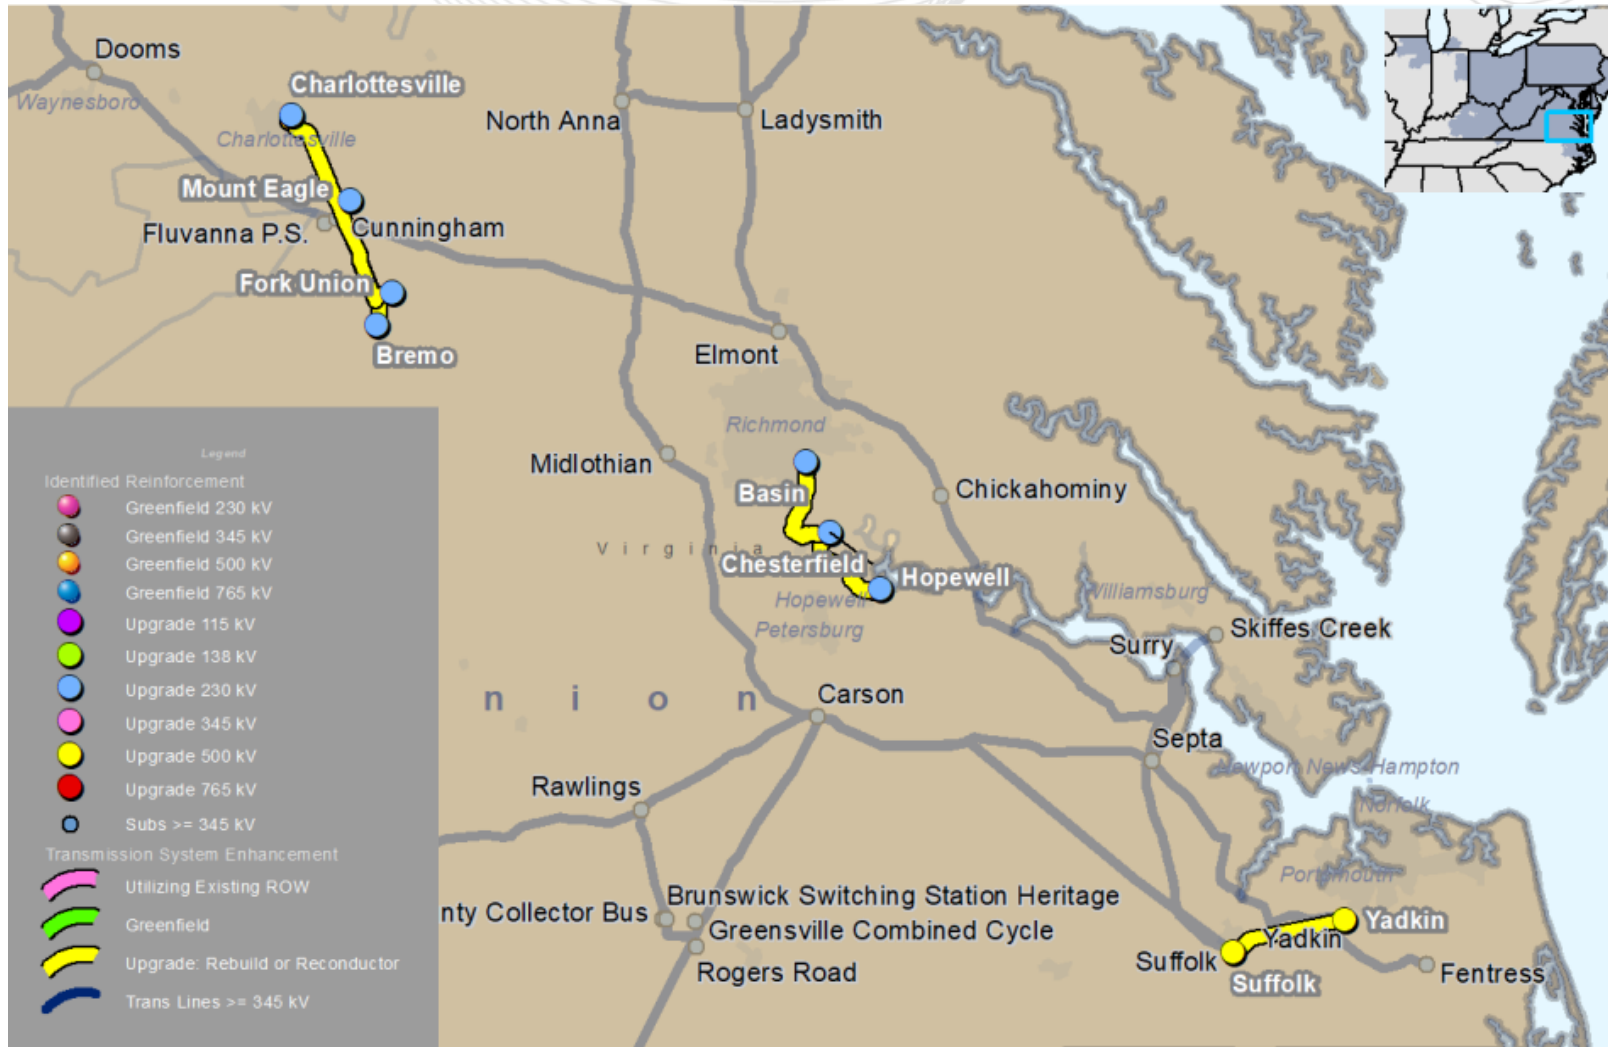 Dooms
Charlottesville
Waynesboro
North Anna
Ladysmith
Charlottesville
Mount Eagle
Fluvanna P.S.
Cunningham
Fork Union
Bremo
Elmont
Richmond
Midlothian
Basin
Chickahominy
Virginia
Chesterfield
Hopewell
Hopewell
Petersburg
Williamsburg
Skiffes Creek
Surry
n i o n
Carson
Septa
Newport News-Hampton
Norfolk
Rawlings
Portsmouth
Brunswick Switching Station Heritage
nty Collector Bus
Greensville Combined Cycle
Rogers Road
Yadkin
Yadkin
Suffolk
Suffolk
Fentress
Legend
Identified Reinforcement
Greenfield 230 kV
Greenfield 345 kV
Greenfield 500 kV
Greenfield 765 kV
Upgrade 115 kV
Upgrade 138 kV
Upgrade 230 kV
Upgrade 345 kV
Upgrade 500 kV
Upgrade 765 kV
Subs >= 345 kV
Transmission System Enhancement
Utilizing Existing ROW
Greenfield
Upgrade: Rebuild or Reconductor
Trans Lines >= 345 kV